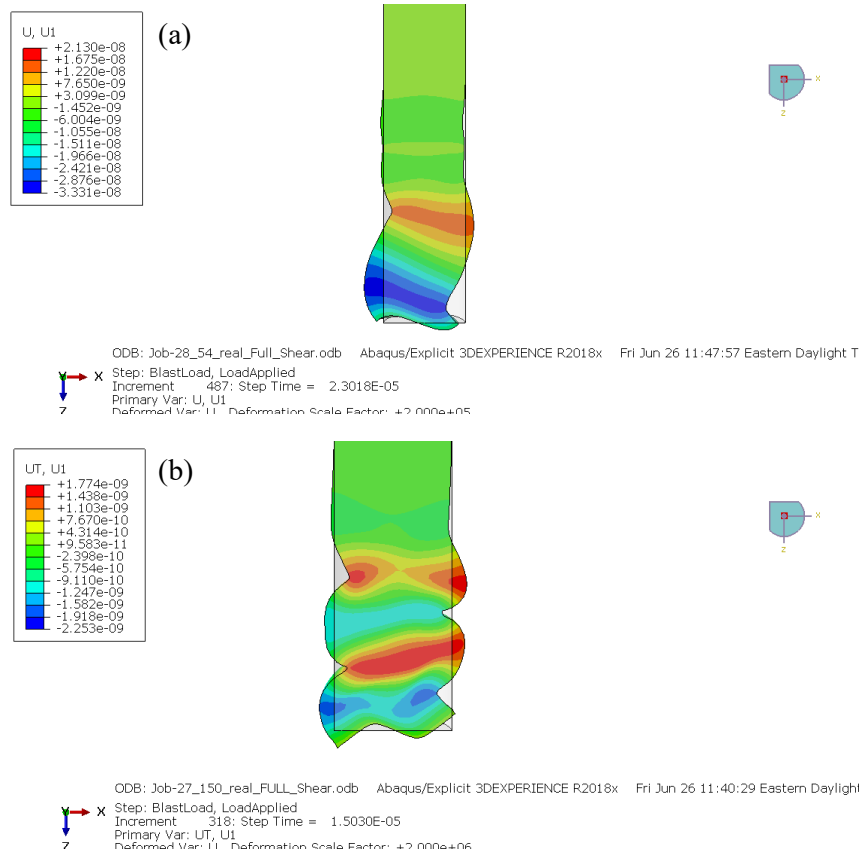 (a)
U, U1
+2.130e-08
+1.675e-08
+1.220e-08
+7.650e-09
+3.099e-09
-1.452e-09
-6.004e-09
-1.055e-08
-1.511e-08
-1.966e-08
-2.421e-08
-2.876e-08
-3.331e-08
X
Z
ODB: Job-28_54_real_Full_Shear.odb Abaqus/Explicit 3DEXPERIENCE R2018x Fri Jun 26 11:47:57 Eastern Daylight T
Y X Step: BlastLoad, LoadApplied
Increment 487: Step Time = 2.3018E-05
Z Primary Var: U, U1
Deformed Var: U Deformation Scale Factor: +2.000e+05
(b)
UT, U1
+1.774e-09
+1.438e-09
+1.103e-09
+7.670e-10
+4.314e-10
+9.583e-11
-2.398e-10
-5.754e-10
-9.110e-10
-1.247e-09
-1.582e-09
-1.918e-09
-2.253e-09
X
Z
ODB: Job-27_150_real_FULL_Shear.odb Abaqus/Explicit 3DEXPERIENCE R2018x Fri Jun 26 11:40:29 Eastern Daylight
Y X Step: BlastLoad, LoadApplied
Increment 318: Step Time = 1.5030E-05
Z Primary Var: UT, U1
Deformed Var: U Deformation Scale Factor: +2.000e+06